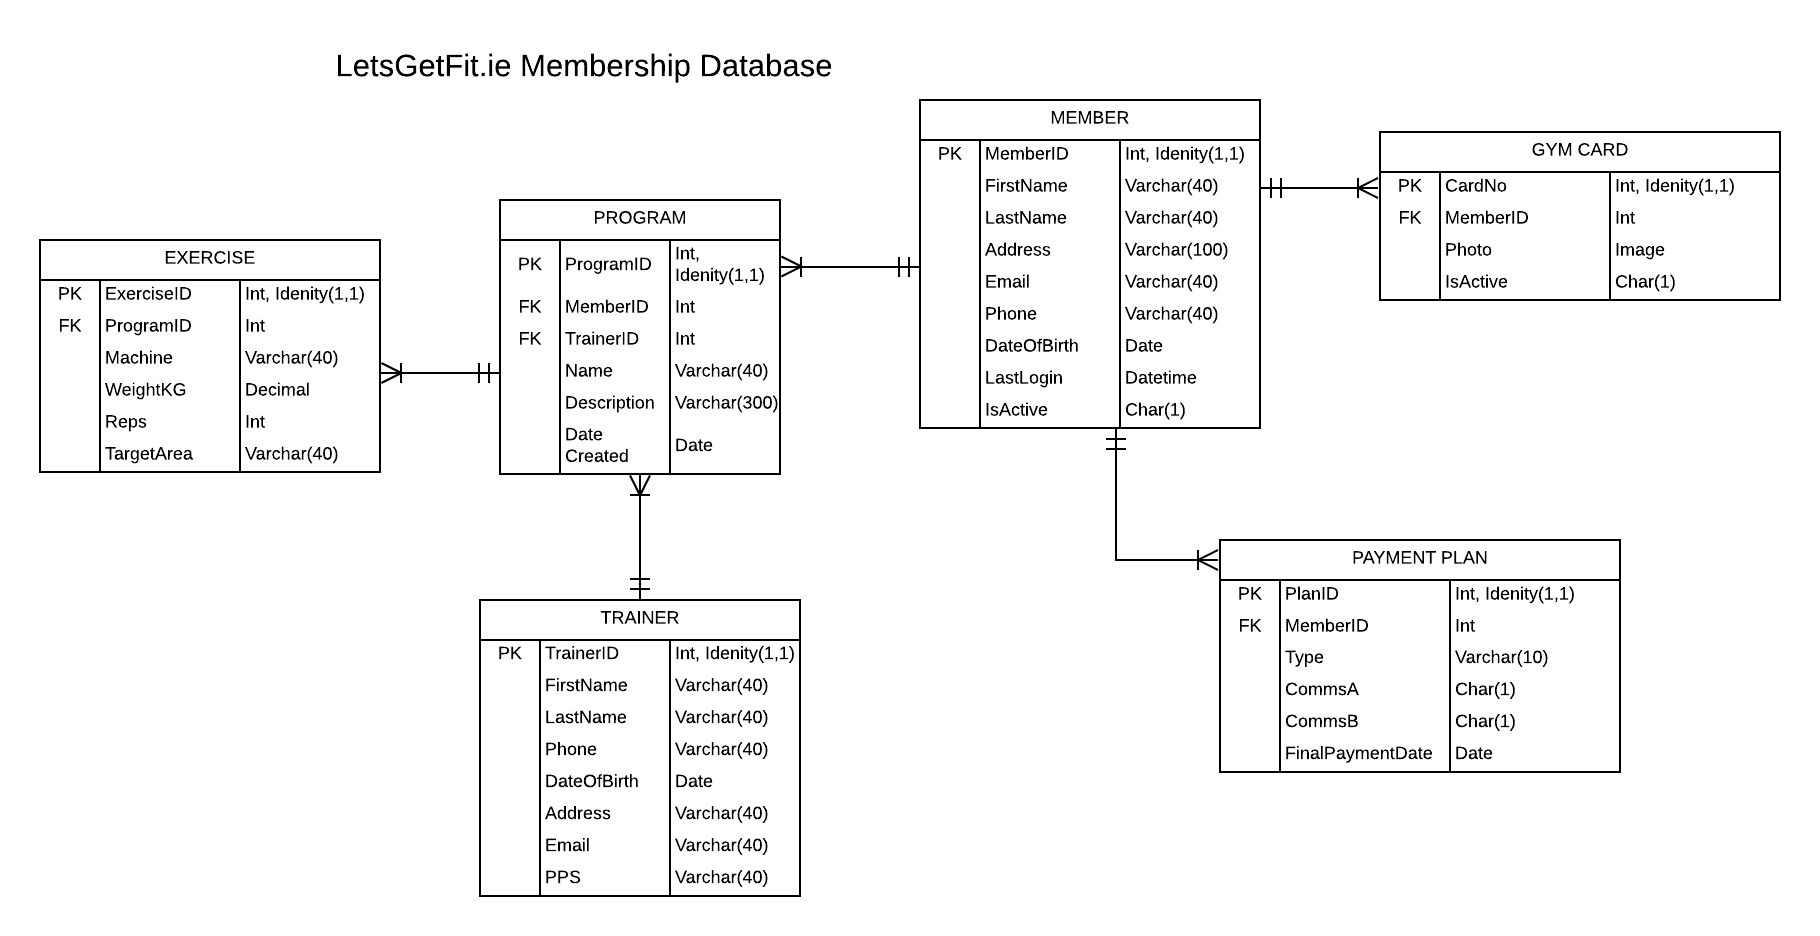 LetsGetFit.ie Membership Database
EXERCISE
PK ExerciseID Int, Idenity(1,1)
FK ProgramID Int
Machine Varchar(40)
WeightKG Decimal
Reps Int
TargetArea Varchar(40)
PROGRAM
PK ProgramID Int,
Idenity(1,1)
FK MemberID Int
FK TrainerID Int
Name Varchar(40)
Description Varchar(300)
Date
Created Date
TRAINER
PK TrainerID Int, Idenity(1,1)
FirstName Varchar(40)
LastName Varchar(40)
Phone Varchar(40)
DateOfBirth Date
Address Varchar(40)
Email Varchar(40)
PPS Varchar(40)
MEMBER
PK MemberID Int, Idenity(1,1)
FirstName Varchar(40)
LastName Varchar(40)
Address Varchar(100)
Email Varchar(40)
Phone Varchar(40)
DateOfBirth Date
LastLogin Datetime
IsActive Char(1)
GYM CARD
PK CardNo Int, Idenity(1,1)
FK MemberID Int
Photo Image
IsActive Char(1)
PAYMENT PLAN
PK PlanID Int, Idenity(1,1)
FK MemberID Int
Type Varchar(10)
CommsA Char(1)
CommsB Char(1)
FinalPaymentDate Date